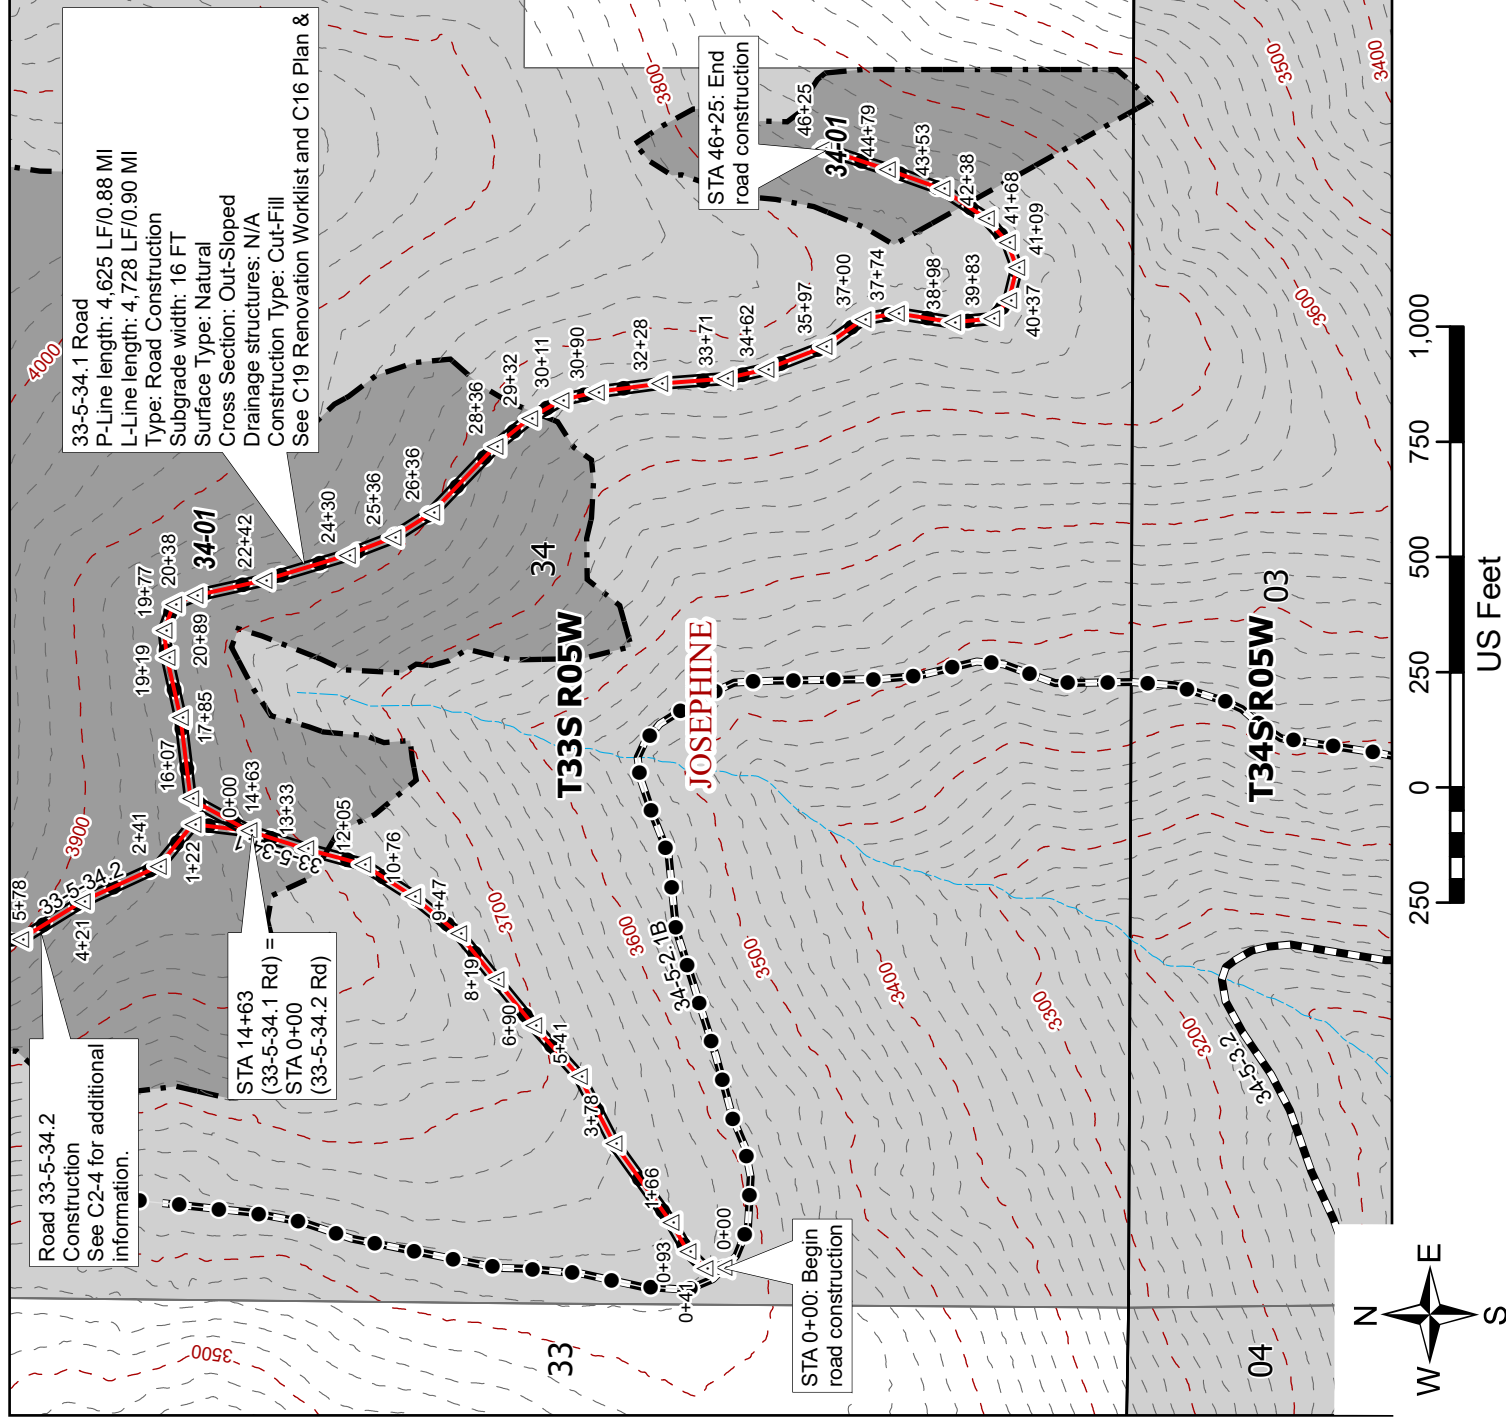 33-5-34.1 Road
P-Line length: 4,625 LF/0.88 MI
L-Line length: 4,728 LF/0.90 MI
Type: Road Construction
Subgrade width: 16 FT
Surface Type: Natural
Cross Section: Out-Sloped
Drainage structures: N/A
Construction Type: Cut-Fill
See C19 Renovation Worklist and C16 Plan &
STA 46+25: End
road construction
Road 33-5-34.2
Construction
See C2-4 for additional
information.
STA 14+63
(33-5-34.1 Rd) =
STA 0+00
(33-5-34.2 Rd)
STA 0+00: Begin
road construction
5+78
4+21
33-5-34.2
2+41
1+22
0+00
0+00
0+41
0+93
1+66
3+78
5+41
6+90
8+19
9+47
10+76
12+05
13+33
14+63
16+07
17+85
19+19
19+77
20+38
20+89
22+42
24+30
25+36
26+36
28+36
29+32
30+11
30+90
32+28
33+71
34+62
35+97
37+00
37+74
38+98
39+83
40+37
41+09
41+68
42+38
43+53
44+79
46+25
34-01
34-01
34-5-2.1B
34-5-3.2
T33S R05W
JOSEPHINE
T34S R05W
34
33
03
04
4000
3900
3800
3700
3600
3500
3400
3300
3200
3500
3500
3400
3600
250
0
250
500
750
1,000
US Feet
N
W
E
S